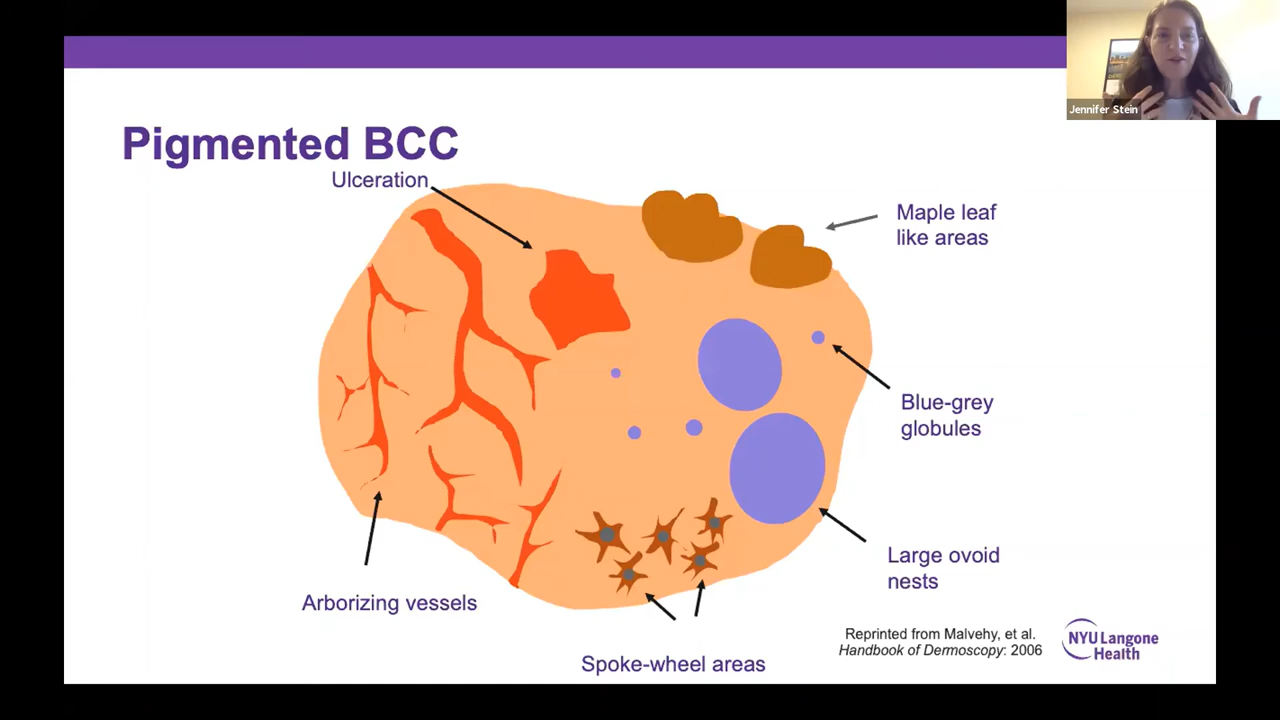 Jennifer Stein
Pigmented BCC
Ulceration
Maple leaf
like areas
Blue-grey
globules
Large ovoid
nests
Arborizing vessels
Spoke-wheel areas
Reprinted from Malvehy, et al.
Handbook of Dermoscopy: 2006
NYU Langone
Health